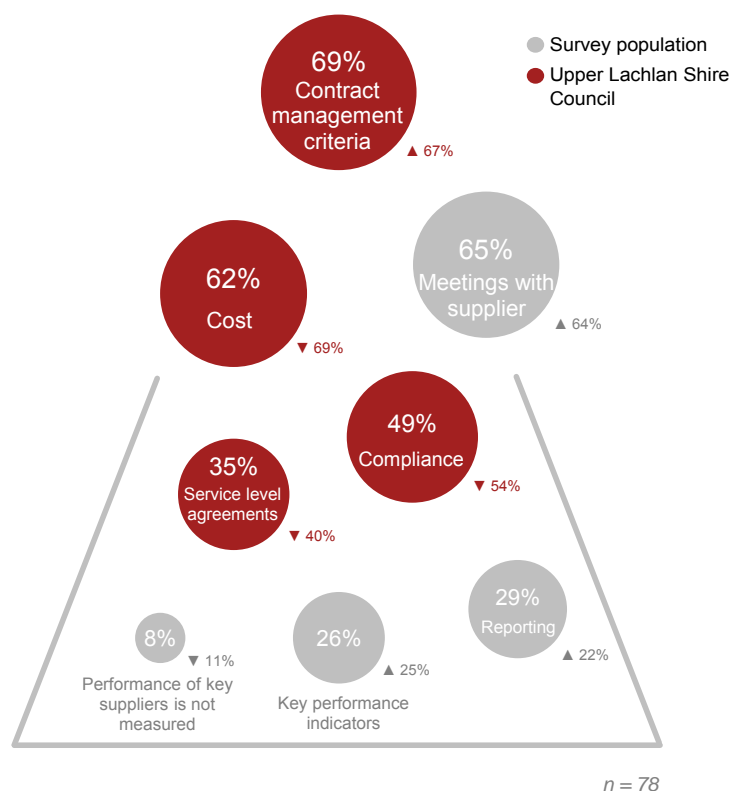 69%
Contract
management
criteria
▲ 67%
Survey population
Upper Lachlan Shire
Council
62%
Cost
▼ 69%
65%
Meetings with
supplier
▲ 64%
49%
Compliance
▼ 54%
35%
Service level
agreements
▼ 40%
29%
Reporting
▲ 22%
8%
▼ 11%
Performance of key
suppliers is not
measured
26%
▲ 25%
Key performance
indicators
n = 78